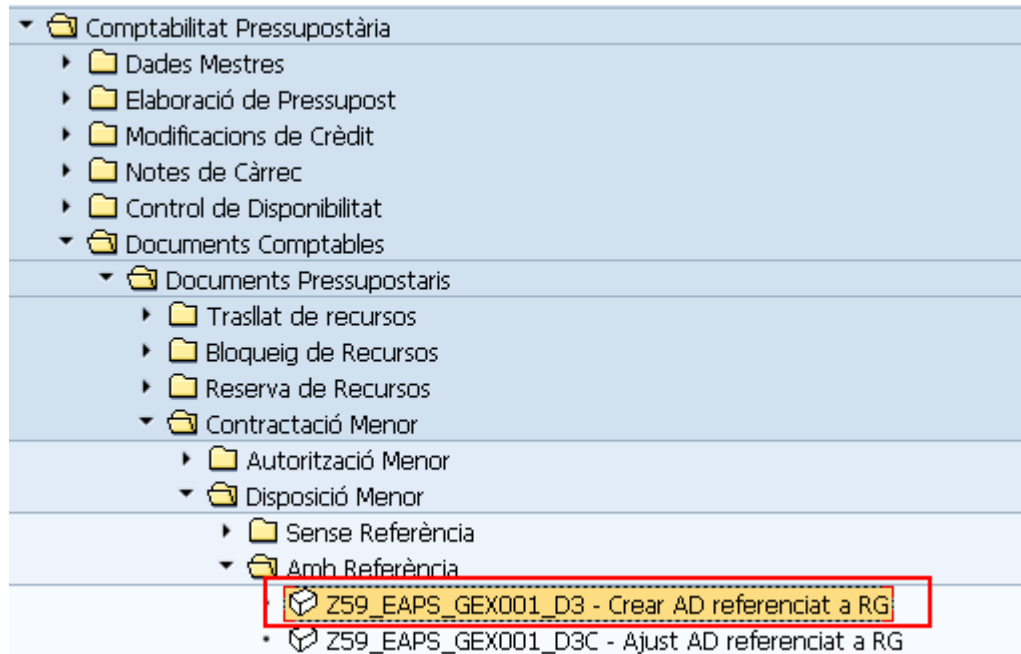 Comptabilitat Pressupostària
Dades Mestres
Elaboració de Pressupost
Modificacions de Crèdit
Notes de Càrrec
Control de Disponibilitat
Documents Comptables
Documents Pressupostaris
Trasllat de recursos
Bloqueig de Recursos
Reserva de Recursos
Contractació Menor
Autorització Menor
Disposició Menor
Sense Referència
Amb Referència
Z59_EAPS_GEX001_D3 - Crear AD referenciat a RG
Z59_EAPS_GEX001_D3C - Ajust AD referenciat a RG